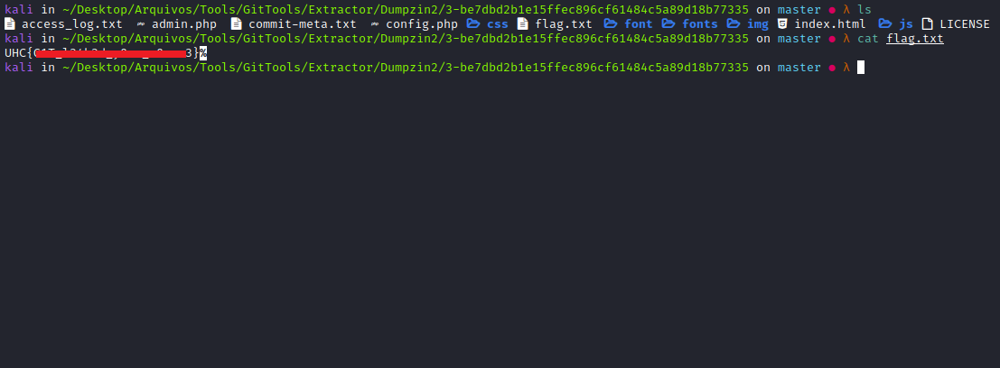 kali in ~/Desktop/Arquivos/Tools/GitTools/Extractor/Dumpzin2/3-be7dbd2b1e15ffec896cf61484c5a89d18b77335 on master ● λ ls
access_log.txt admin.php commit-meta.txt config.php css flag.txt font fonts img index.html js LICENSE
kali in ~/Desktop/Arquivos/Tools/GitTools/Extractor/Dumpzin2/3-be7dbd2b1e15ffec896cf61484c5a89d18b77335 on master ● λ cat flag.txt
UHC{ 3}%
kali in ~/Desktop/Arquivos/Tools/GitTools/Extractor/Dumpzin2/3-be7dbd2b1e15ffec896cf61484c5a89d18b77335 on master ● λ